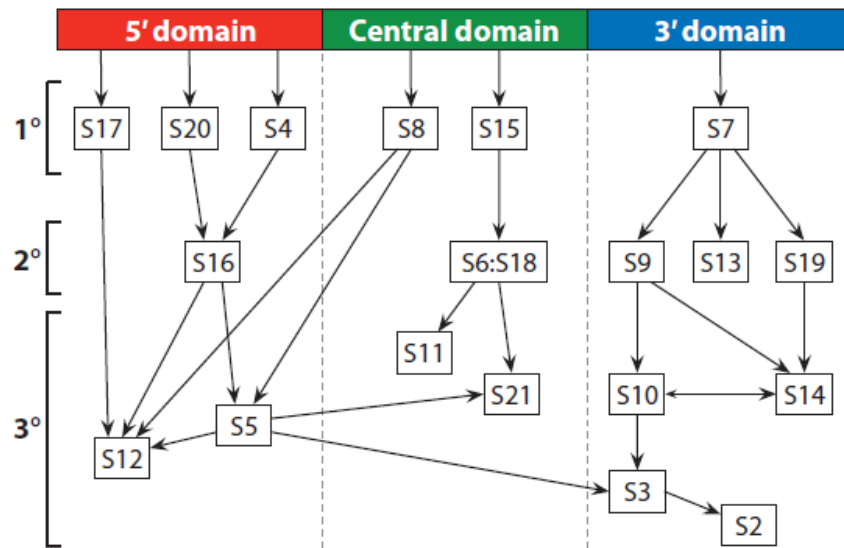 5′ domain Central domain 3′ domain
1° S17 S20 S4 S8 S15 S7
2° S16 S6:S18 S9 S13 S19
S11
S21 S10 S14
3° S5
S12
S3
S2